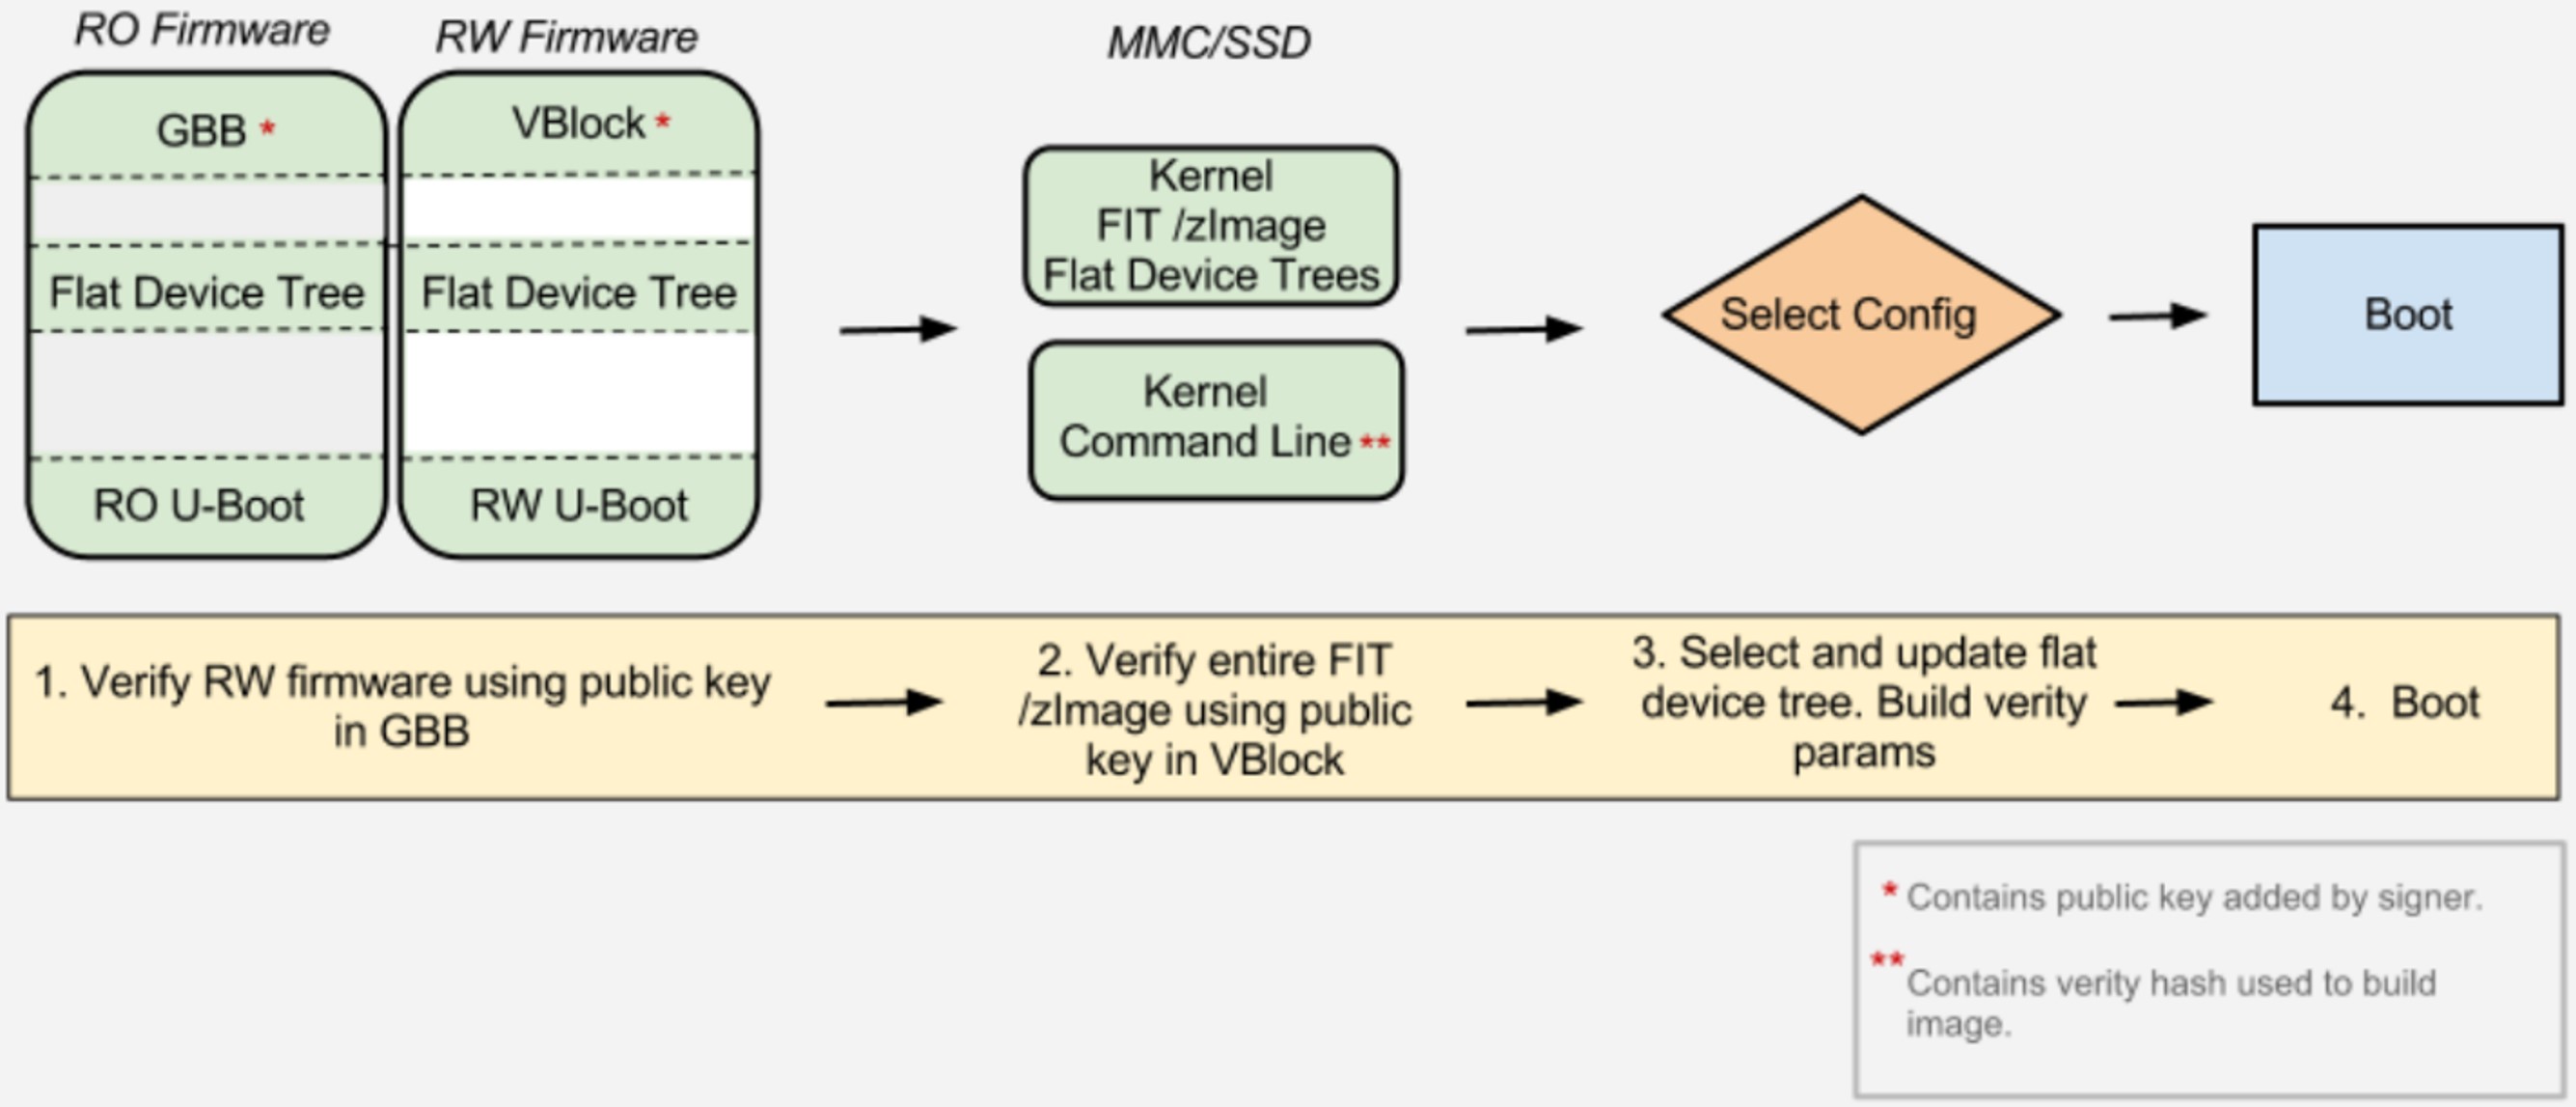 RO Firmware
RW Firmware
MMC/SSD
GBB *
VBlock *
Flat Device Tree
Flat Device Tree
RO U-Boot
RW U-Boot
Kernel
FIT /zImage
Flat Device Trees
Kernel
Command Line **
Select Config
Boot
1. Verify RW firmware using public key
in GBB
2. Verify entire FIT
/zImage using public
key in VBlock
3. Select and update flat
device tree. Build verity
params
4. Boot
* Contains public key added by signer.
** Contains verity hash used to build
image.